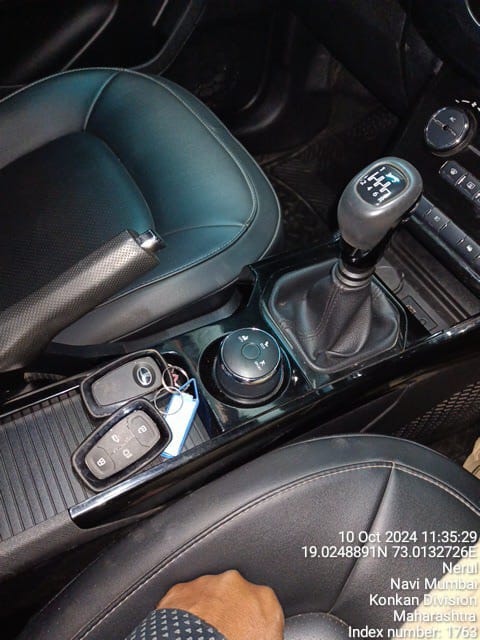 10 Oct 2024 11:35:29
19.0248891N 73.0132726E
Nerul
Navi Mumbai
Konkan Division
Maharashtra
Index number: 1763